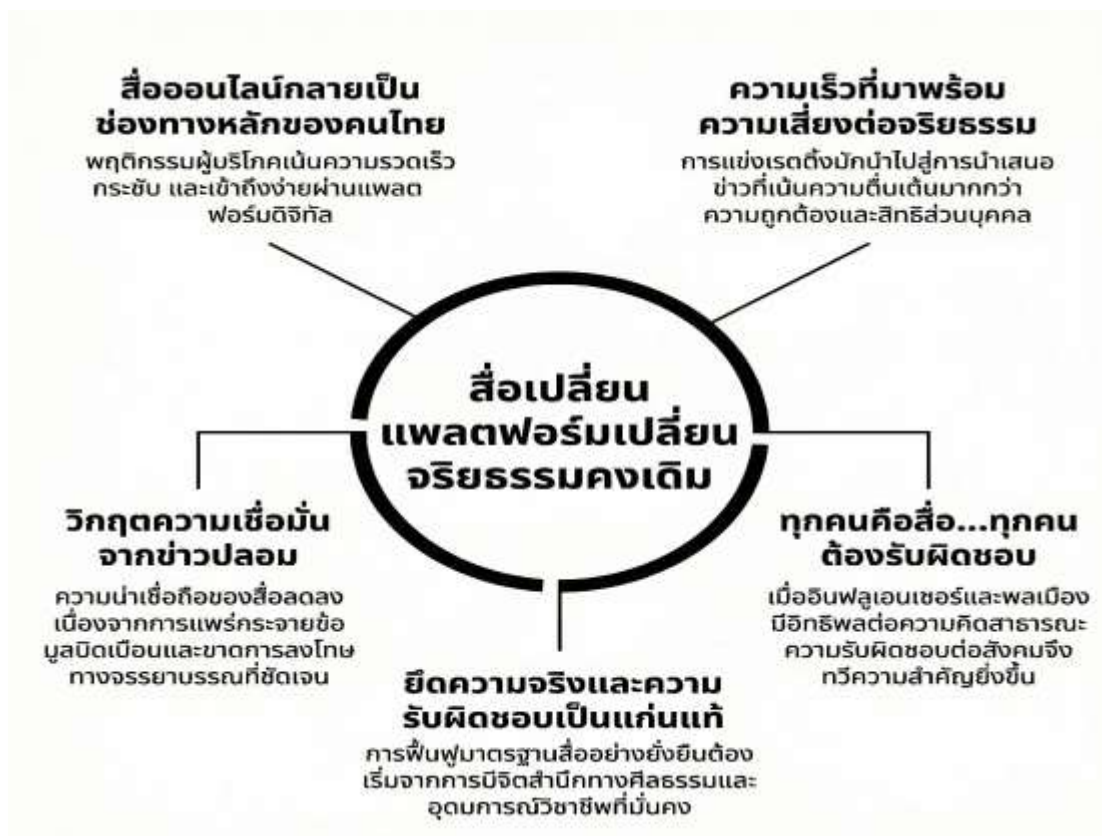 สื่อออนไลน์กลายเป็น
ช่องทางหลักของคนไทย
พฤติกรรมผู้บริโภคเน้นความรวดเร็ว
กระชับ และเข้าถึงง่ายผ่านแพลต
ฟอร์มดิจิทัล
ความเร็วที่มาพร้อม
ความเสี่ยงต่อจริยธรรม
การแข่งเรตติ้งมักนำไปสู่การนำเสนอ
ข่าวที่เน้นความตื่นเต้นมากกว่า
ความถูกต้องและสิทธิส่วนบุคคล
สื่อเปลี่ยน
แพลตฟอร์มเปลี่ยน
จริยธรรมคงเดิม
วิกฤตความเชื่อมั่น
จากข่าวปลอม
ความน่าเชื่อถือของสื่อลดลง
เนื่องจากการแพร่กระจายข้อ
มูลบิดเบือนและขาดการลงโทษ
ทางจรรยาบรรณที่ชัดเจน
ทุกคนคือสื่อ...ทุกคน
ต้องรับผิดชอบ
เมื่ออินฟลูเอนเซอร์และพลเมือง
มีอิทธิพลต่อความคิดสาธารณะ
ความรับผิดชอบต่อสังคมจึง
ทวีความสำคัญยิ่งขึ้น
ยึดความจริงและความ
รับผิดชอบเป็นแก่นแท้
การฟื้นฟูมาตรฐานสื่ออย่างยั่งยืนต้อง
เริ่มจากการมีจิตสำนึกทางศีลธรรมและ
อุดมการณ์วิชาชีพที่มั่นคง